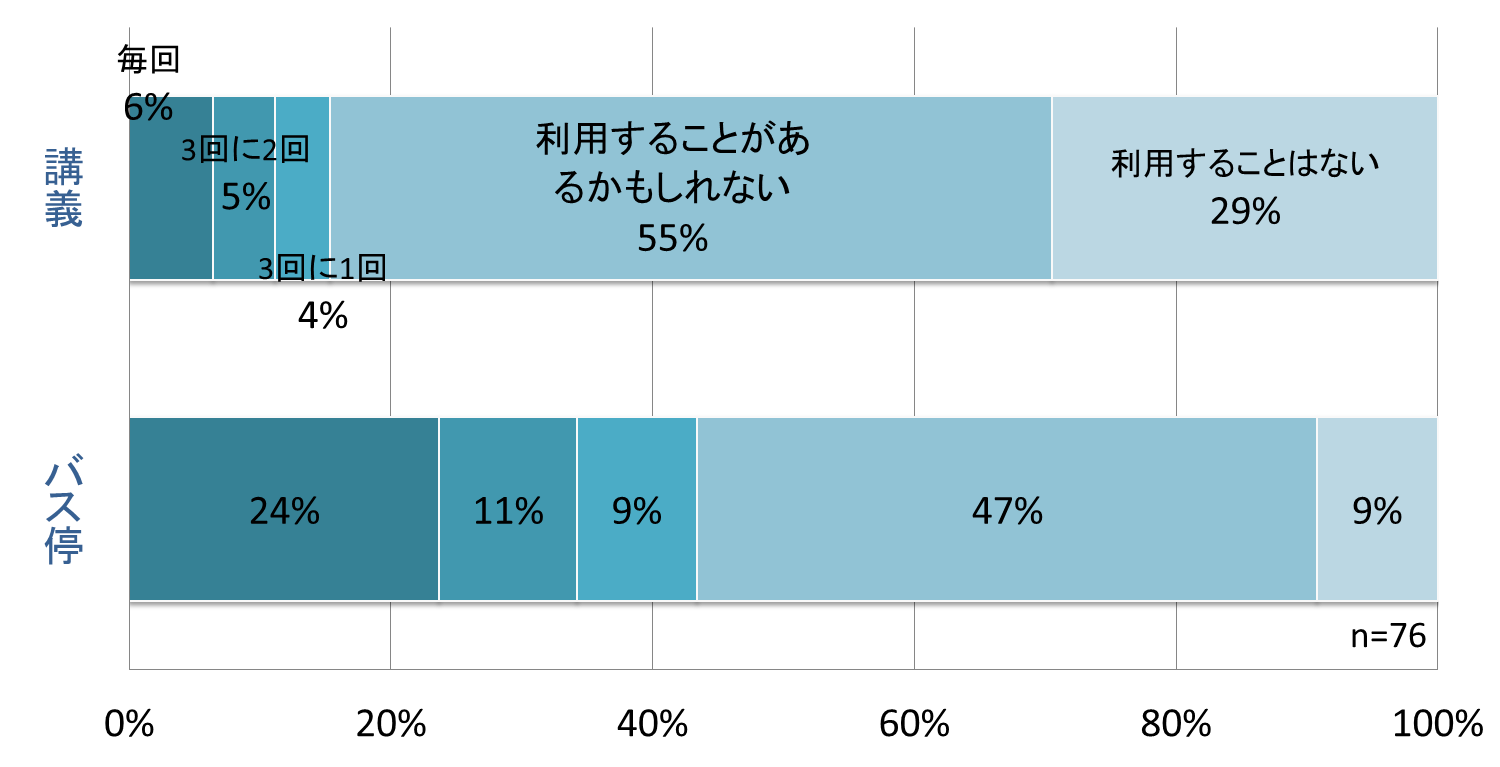 毎回
6%
3回に2回
5%
3回に1回
4%
利用することがあ
るかもしれない
55%
利用することはない
29%
講義
バス停
24%
11%
9%
47%
9%
n=76
0%
20%
40%
60%
80%
100%